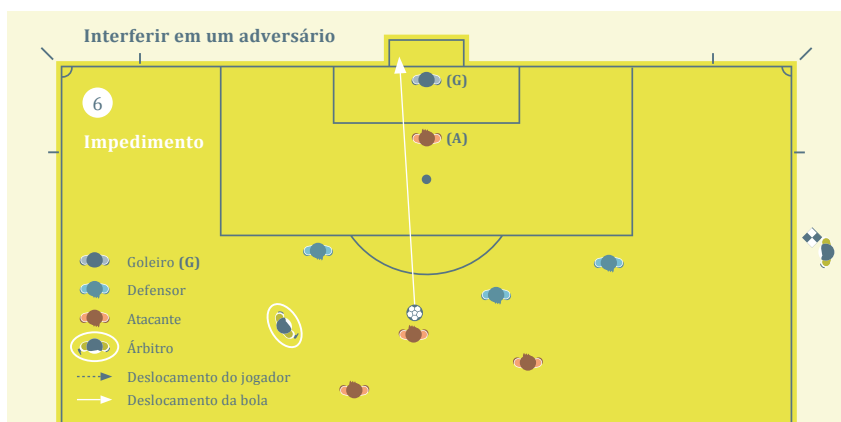 Interferir em um adversário
(G)
6
Impedimento
(A)
Goleiro (G)
Defensor
Atacante
Árbitro
Deslocamento do jogador
Deslocamento da bola